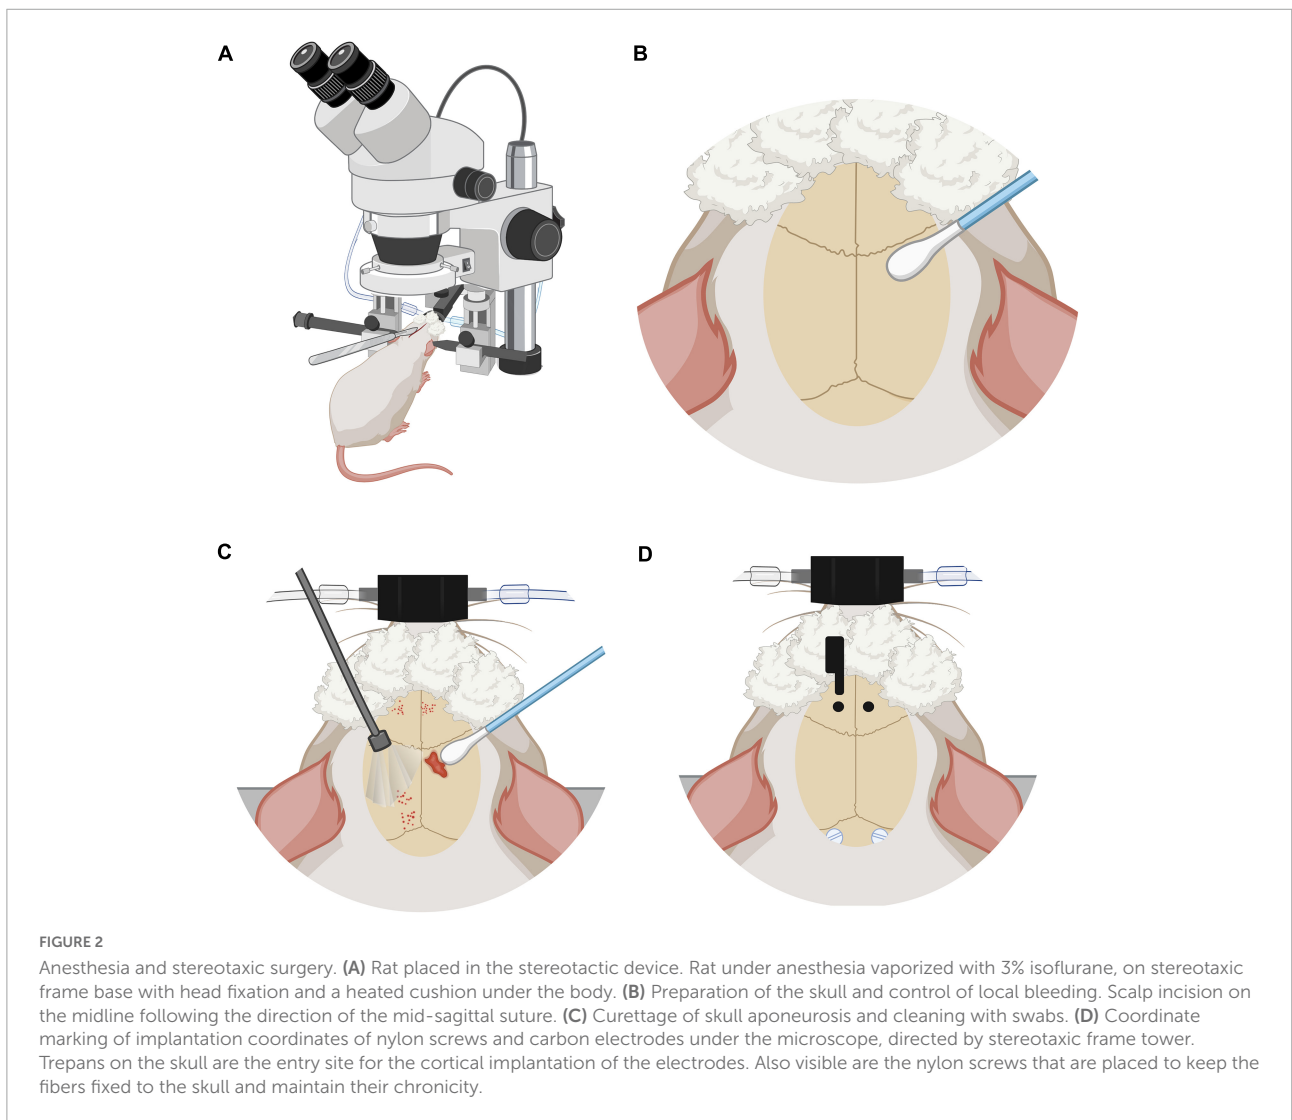 A
B
C
D
FIGURE 2
Anesthesia and stereotaxic surgery. (A) Rat placed in the stereotactic device. Rat under anesthesia vaporized with 3% isoflurane, on stereotaxic
frame base with head fixation and a heated cushion under the body. (B) Preparation of the skull and control of local bleeding. Scalp incision on
the midline following the direction of the mid-sagittal suture. (C) Curettage of skull aponeurosis and cleaning with swabs. (D) Coordinate
marking of implantation coordinates of nylon screws and carbon electrodes under the microscope, directed by stereotaxic frame tower.
Trepans on the skull are the entry site for the cortical implantation of the electrodes. Also visible are the nylon screws that are placed to keep the
fibers fixed to the skull and maintain their chronicity.